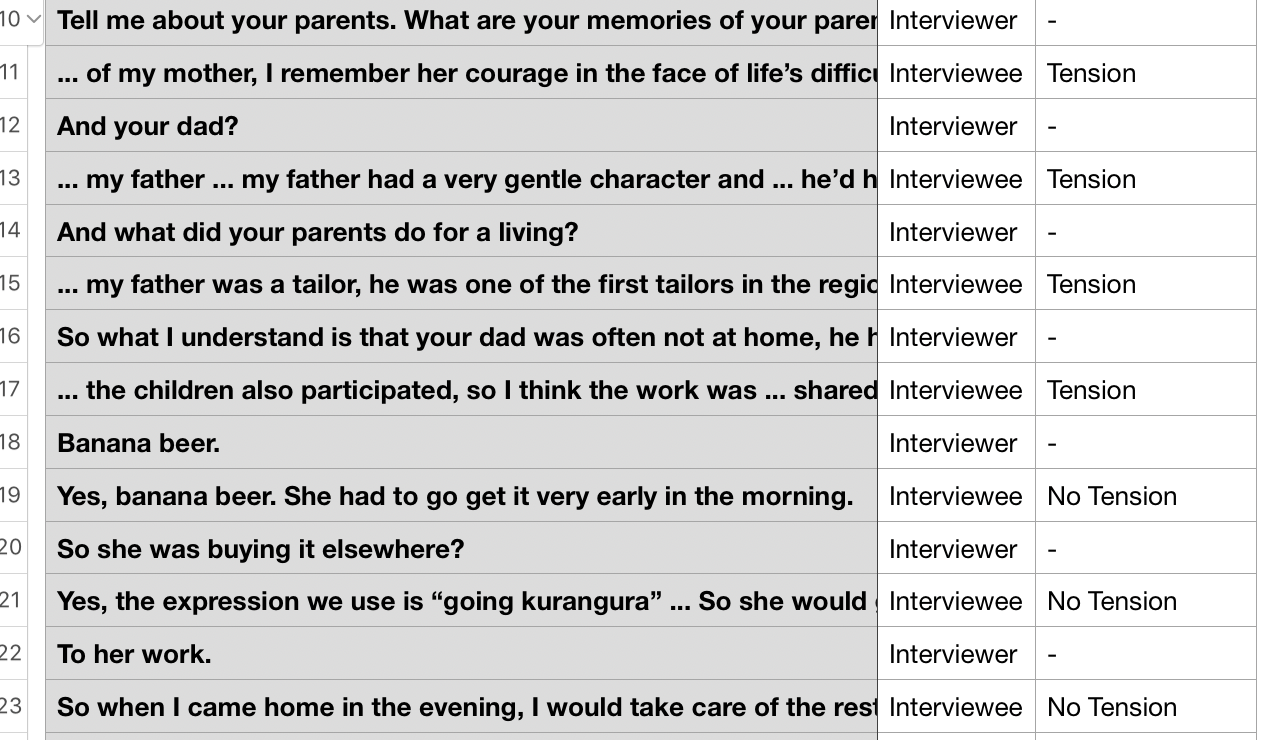 10 Tell me about your parents. What are your memories of your Interviewer -
11 ... of my mother, I remember her courage in the face of life’s Interviewee Tension
12 And your dad? Interviewer -
13 ... my father ... my father had a very gentle character and ... he’d Interviewee Tension
14 And what did your parents do for a living? Interviewer -
15 ... my father was a tailor, he was one of the first tailors in the Interviewee Tension
16 So what I understand is that your dad was often not at home, he Interviewer -
17 ... the children also participated, so I think the work was ... shared Interviewee Tension
18 Banana beer. Interviewer -
19 Yes, banana beer. She had to go get it very early in the morning. Interviewee No Tension
20 So she was buying it elsewhere? Interviewer -
21 Yes, the expression we use is “going kurangura” ... So she would Interviewee No Tension
22 To her work. Interviewer -
23 So when I came home in the evening, I would take care of the Interviewee No Tension